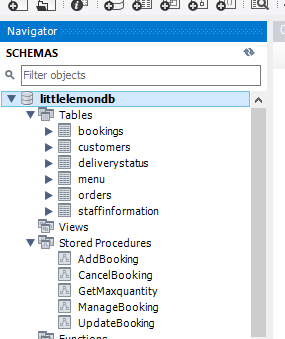 Navigator
SCHEMAS
Filter objects
littlelemondb
Tables
bookings
customers
deliverystatus
menu
orders
staffinformation
Views
Stored Procedures
AddBooking
CancelBooking
GetMaxquantity
ManageBooking
UpdateBooking
Functions